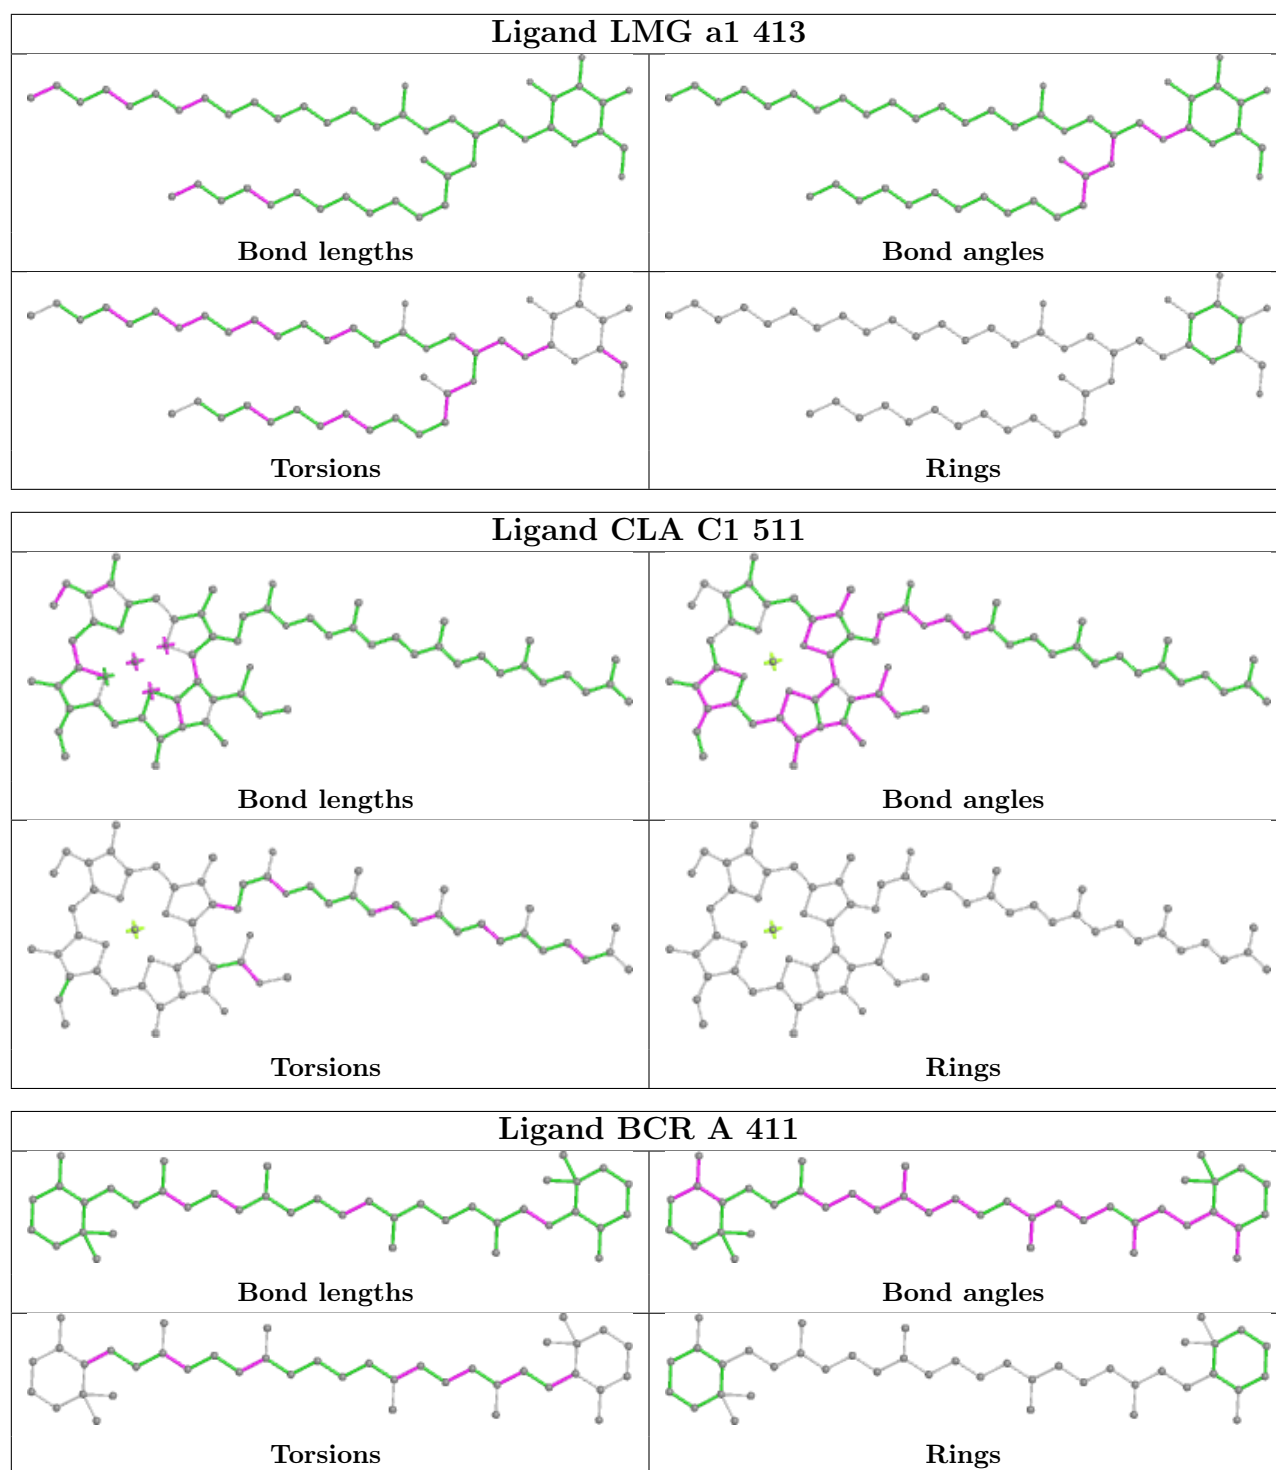 Ligand LMG a1 413
Bond lengths
Bond angles
Torsions
Rings
Ligand CLA C1 511
Bond lengths
Bond angles
Torsions
Rings
Ligand BCR A 411
Bond lengths
Bond angles
Torsions
Rings